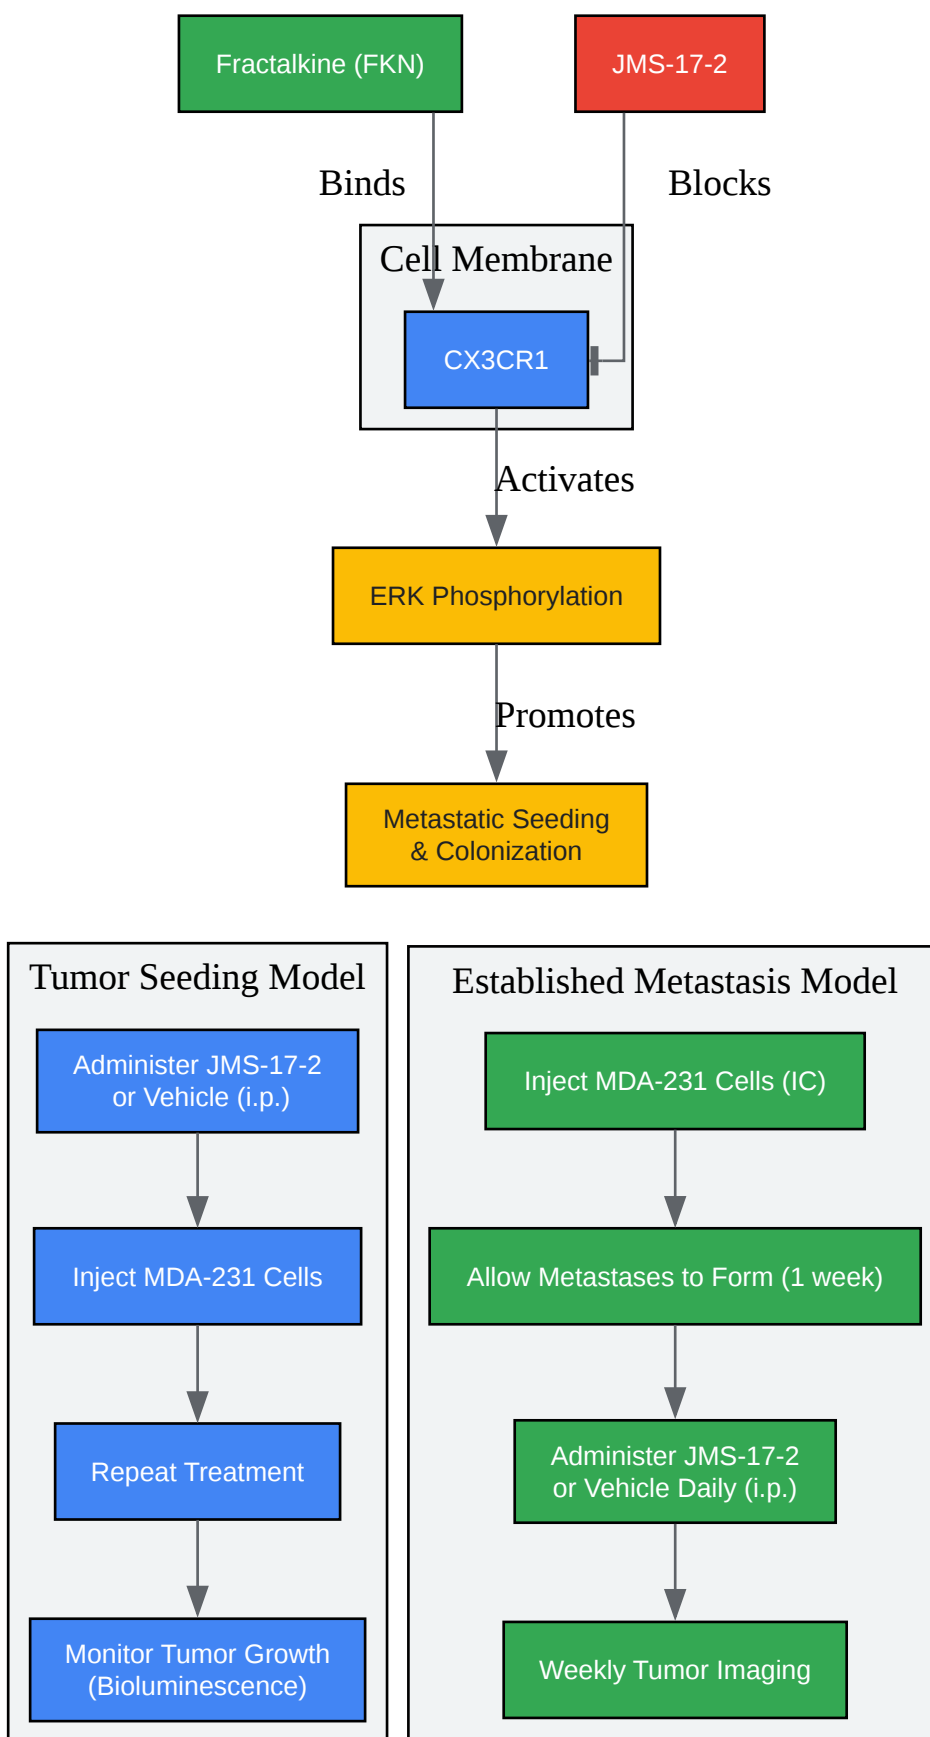 Fractalkine (FKN)
JMS-17-2
Binds
Blocks
Cell Membrane
CX3CR1
Activates
ERK Phosphorylation
Promotes
Metastatic Seeding
& Colonization
Tumor Seeding Model
Administer JMS-17-2
or Vehicle (i.p.)
Inject MDA-231 Cells
Repeat Treatment
Monitor Tumor Growth
(Bioluminescence)
Established Metastasis Model
Inject MDA-231 Cells (IC)
Allow Metastases to Form (1 week)
Administer JMS-17-2
or Vehicle Daily (i.p.)
Weekly Tumor Imaging